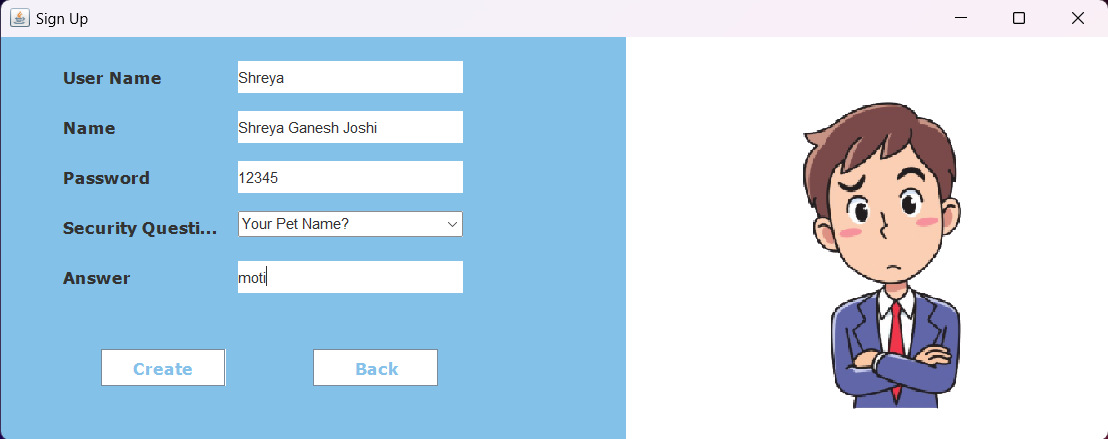 Sign Up
User Name Shreya
Name Shreya Ganesh Joshi
Password 12345
Security Questi... Your Pet Name?
Answer moti
Create Back